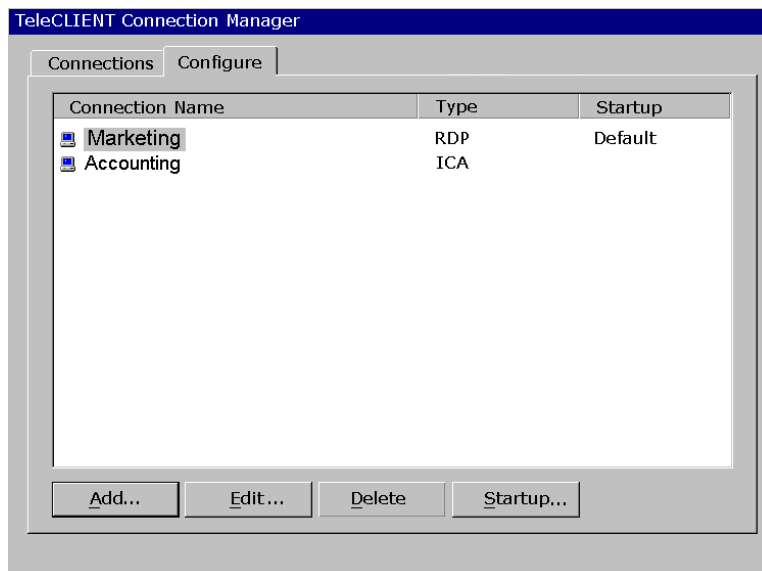 TeleCLIENT Connection Manager
Connections Configure
Connection Name Type Startup
Marketing RDP Default
Accounting ICA
Add... Edit... Delete Startup...